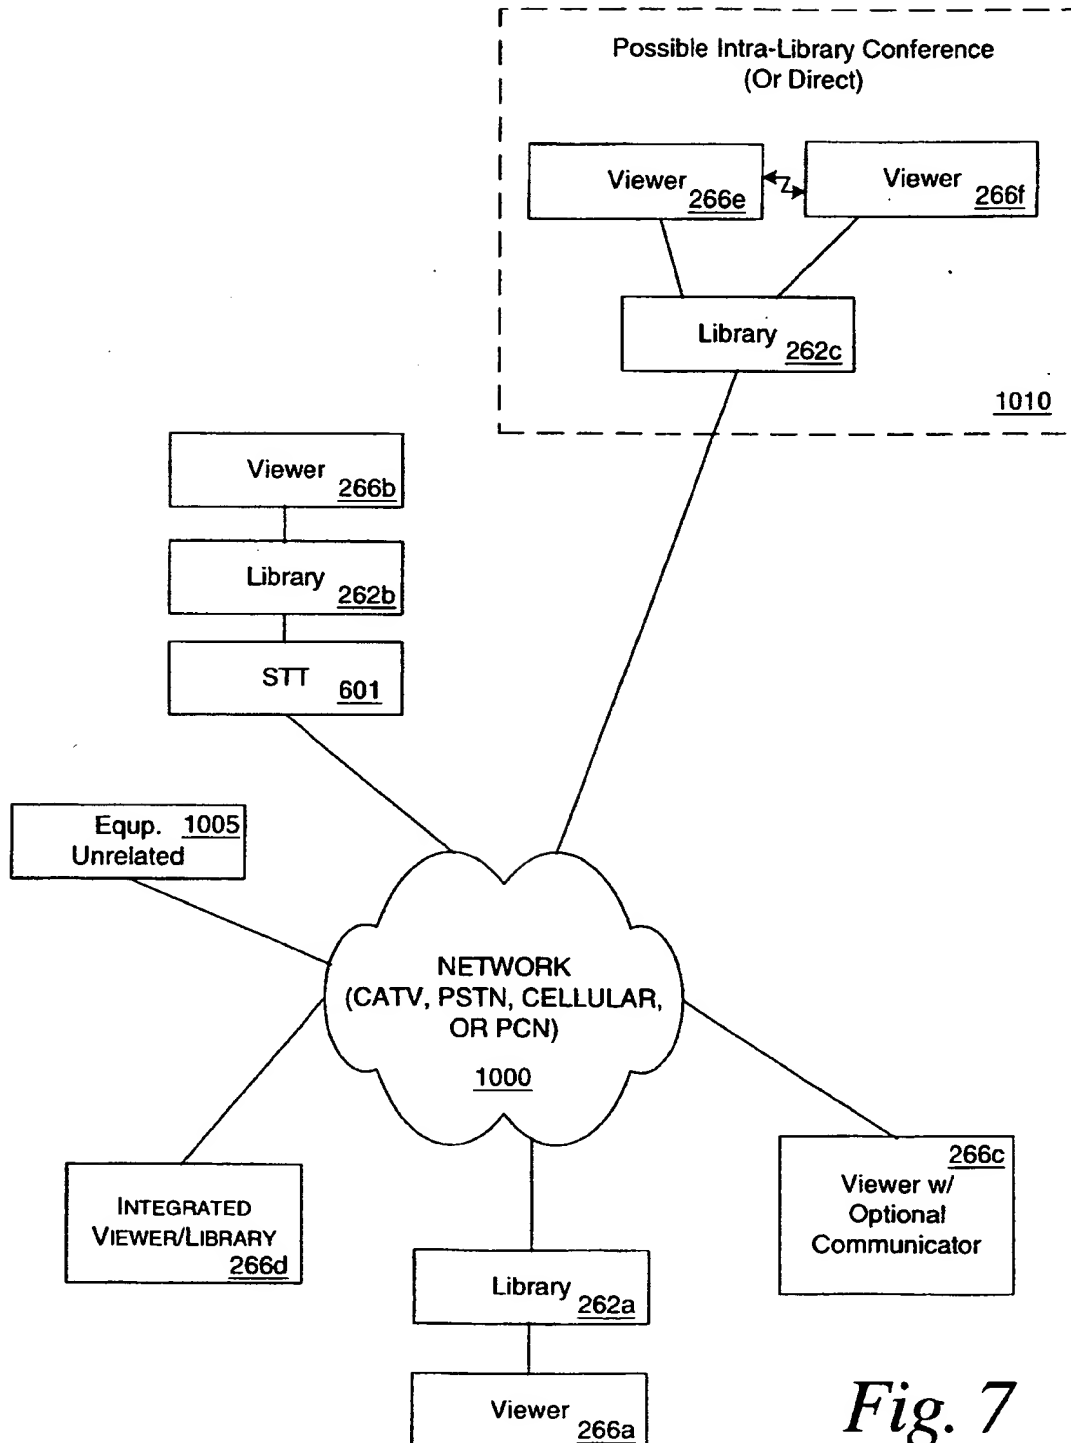 Possible Intra-Library Conference
(Or Direct)
Viewer 266e
Viewer 266f
Library 262c
1010
Viewer 266b
Library 262b
STT 601
Equp. 1005
Unrelated
NETWORK
(CATV, PSTN, CELLULAR,
OR PCN)
1000
266c
Viewer w/
Optional
Communicator
INTEGRATED
VIEWER/LIBRARY
266d
Library 262a
Viewer 266a
Fig. 7